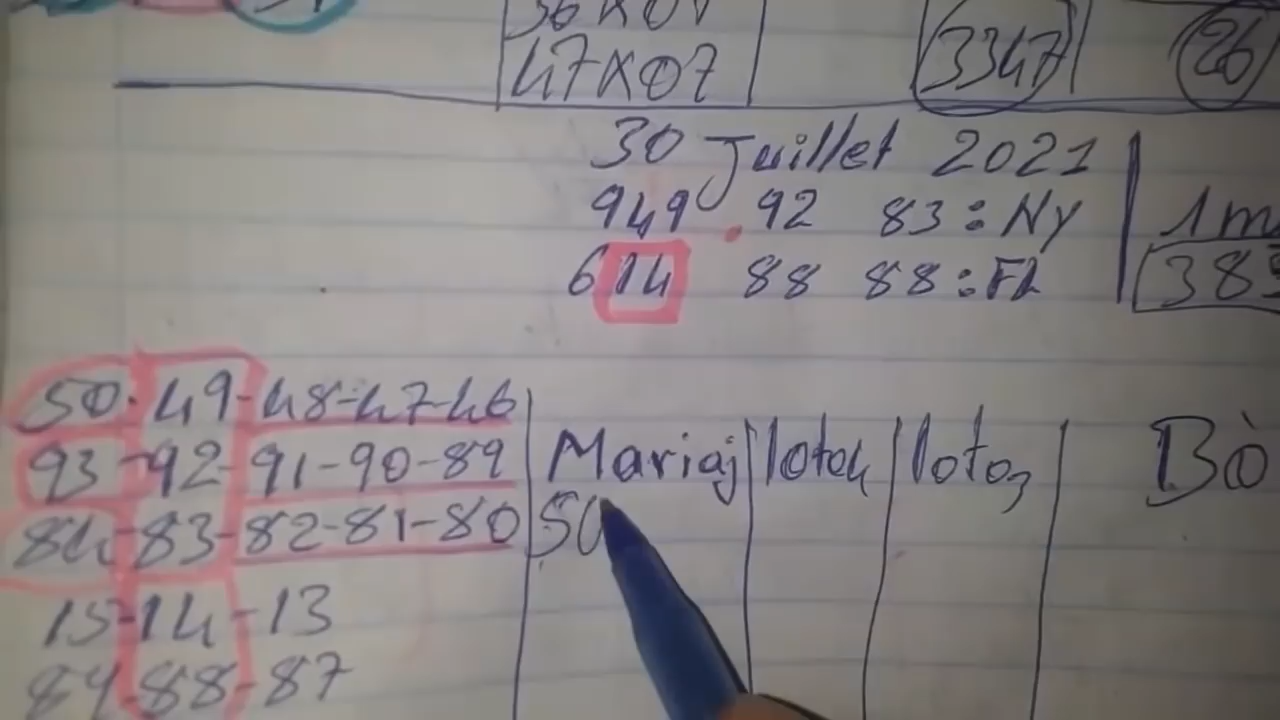 47X07
3347
26
30 Juillet 2021
949 . 92 83 : Ny
614 88 88 : FL
50-49-48-47-46
93-92-91-90-89
84-83-82-81-80
15-14-13
89-88-87
Mariaj loto4 loto3 Bò
50